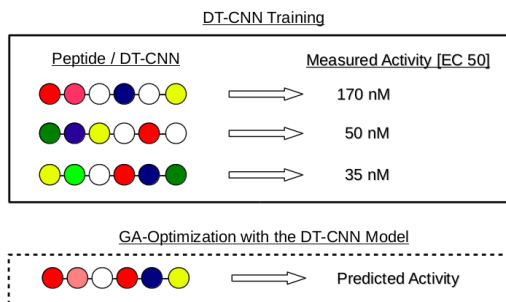 DT-CNN Training
Peptide / DT-CNN Measured Activity [EC 50]
170 nM
50 nM
35 nM
GA-Optimization with the DT-CNN Model
Predicted Activity